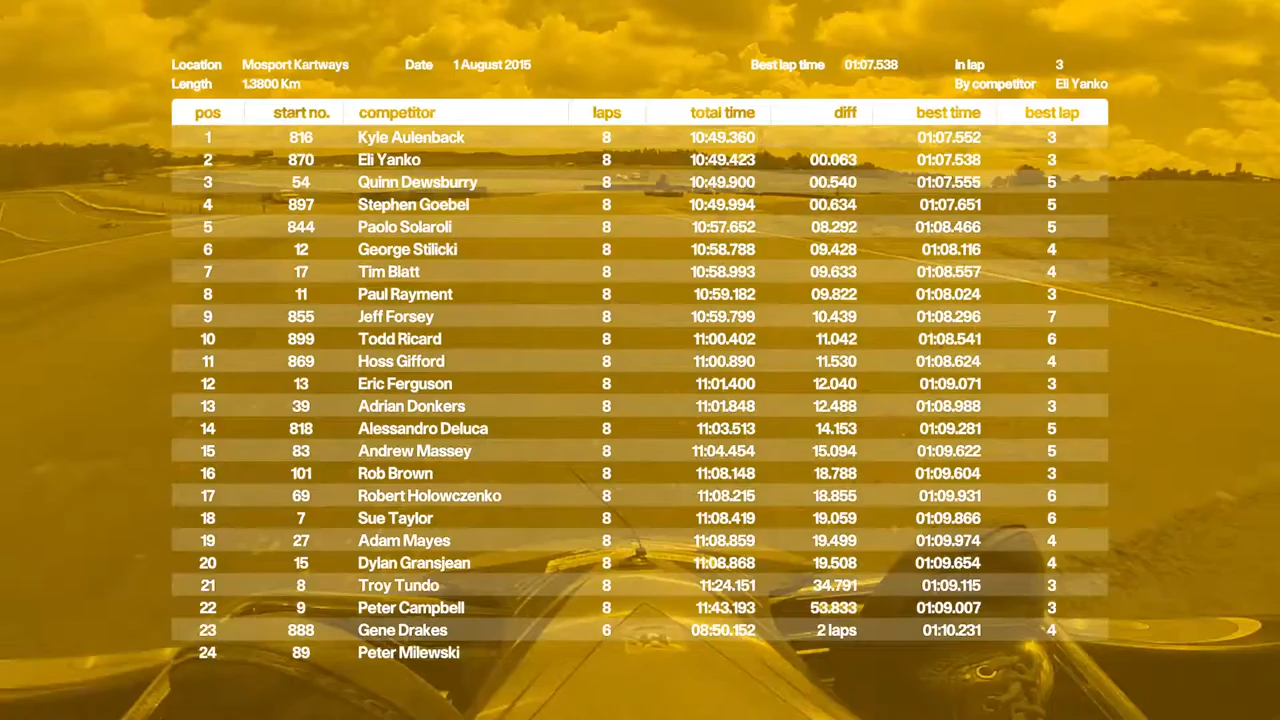 Location Mosport Kartways Date 1 August 2015 Best lap time 01:07.538 In lap 3
Length 1.3800 Km By competitor Eli Yanko
pos start no. competitor laps total time diff best time best lap
1 816 Kyle Aulenback 8 10:49.360 01:07.552 3
2 870 Eli Yanko 8 10:49.423 00.063 01:07.538 3
3 54 Quinn Dewsburry 8 10:49.900 00.540 01:07.555 5
4 897 Stephen Goebel 8 10:49.994 00.634 01:07.651 5
5 844 Paolo Solaroli 8 10:57.652 08.292 01:08.466 5
6 12 George Stilicki 8 10:58.788 09.428 01:08.116 4
7 17 Tim Blatt 8 10:58.993 09.633 01:08.557 4
8 11 Paul Rayment 8 10:59.182 09.822 01:08.024 3
9 855 Jeff Forsey 8 10:59.799 10.439 01:08.296 7
10 899 Todd Ricard 8 11:00.402 11.042 01:08.541 6
11 869 Hoss Gifford 8 11:00.890 11.530 01:08.624 4
12 13 Eric Ferguson 8 11:01.400 12.040 01:09.071 3
13 39 Adrian Donkers 8 11:01.848 12.488 01:08.988 3
14 818 Alessandro Deluca 8 11:03.513 14.153 01:09.281 5
15 83 Andrew Massey 8 11:04.454 15.094 01:09.622 5
16 101 Rob Brown 8 11:08.148 18.788 01:09.604 3
17 69 Robert Holowczenko 8 11:08.215 18.855 01:09.931 6
18 7 Sue Taylor 8 11:08.419 19.059 01:09.866 6
19 27 Adam Mayes 8 11:08.859 19.499 01:09.974 4
20 15 Dylan Gransjean 8 11:08.868 19.508 01:09.654 4
21 8 Troy Tundo 8 11:24.151 34.791 01:09.115 3
22 9 Peter Campbell 8 11:43.193 53.833 01:09.007 3
23 888 Gene Drakes 6 08:50.152 2 laps 01:10.231 4
24 89 Peter Milewski